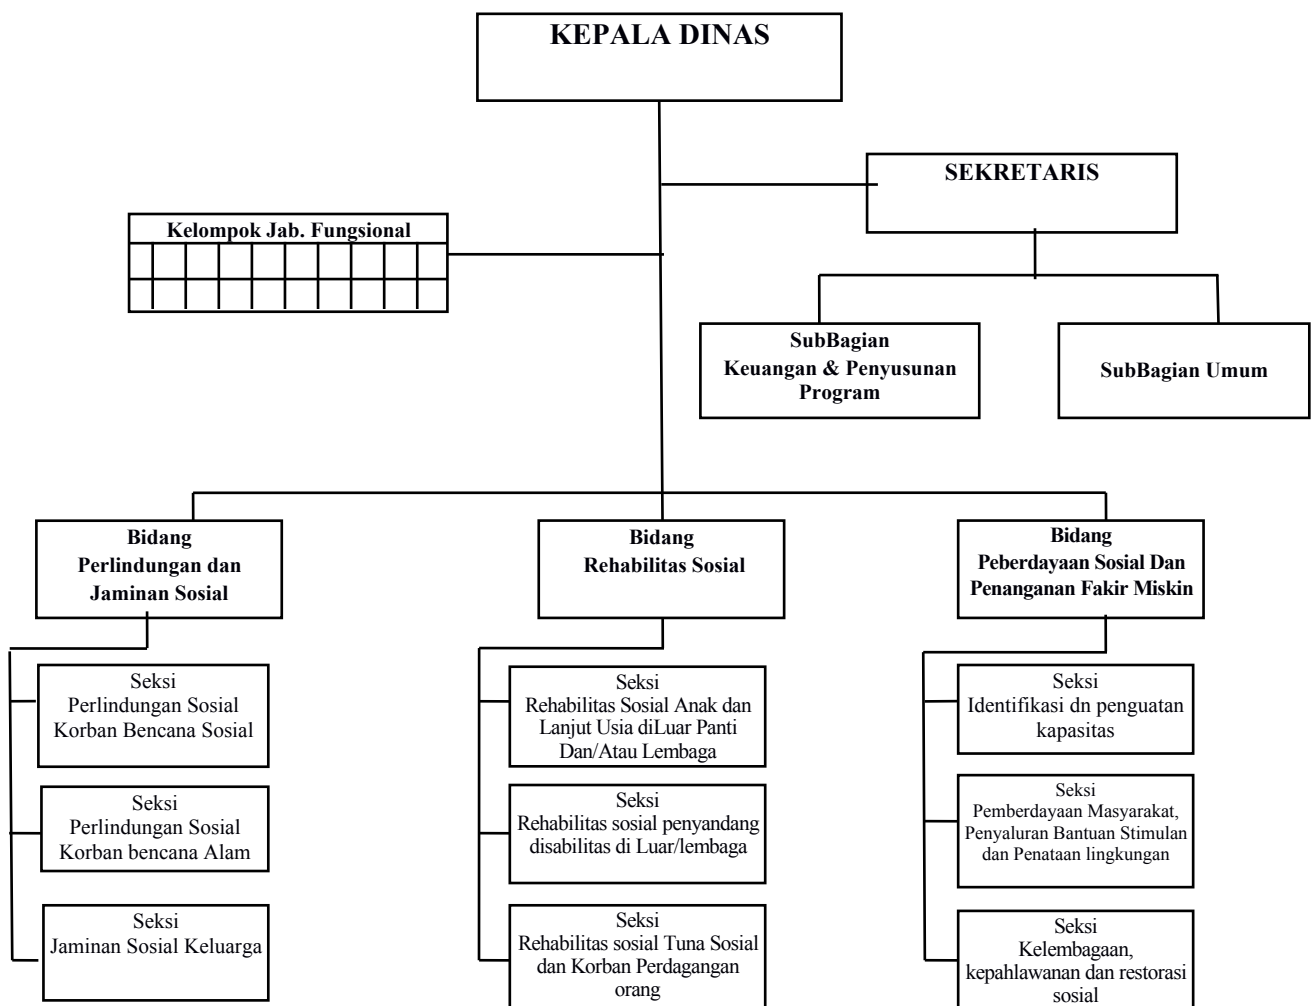 KEPALA DINAS
SEKRETARIS
Kelompok Jab. Fungsional
SubBagian
Keuangan & Penyusunan
Program
SubBagian Umum
Bidang
Perlindungan dan
Jaminan Sosial
Bidang
Rehabilitas Sosial
Bidang
Peberdayaan Sosial Dan
Penanganan Fakir Miskin
Seksi
Perlindungan Sosial
Korban Bencana Sosial
Seksi
Rehabilitas Sosial Anak dan
Lanjut Usia diLuar Panti
Dan/Atau Lembaga
Seksi
Identifikasi dn penguatan
kapasitas
Seksi
Perlindungan Sosial
Korban bencana Alam
Seksi
Rehabilitas sosial penyandang
disabilitas di Luar/lembaga
Seksi
Pemberdayaan Masyarakat,
Penyaluran Bantuan Stimulan
dan Penataan lingkungan
Seksi
Jaminan Sosial Keluarga
Seksi
Rehabilitas sosial Tuna Sosial
dan Korban Perdagangan
orang
Seksi
Kelembagaan,
kepahlawanan dan restorasi
sosial